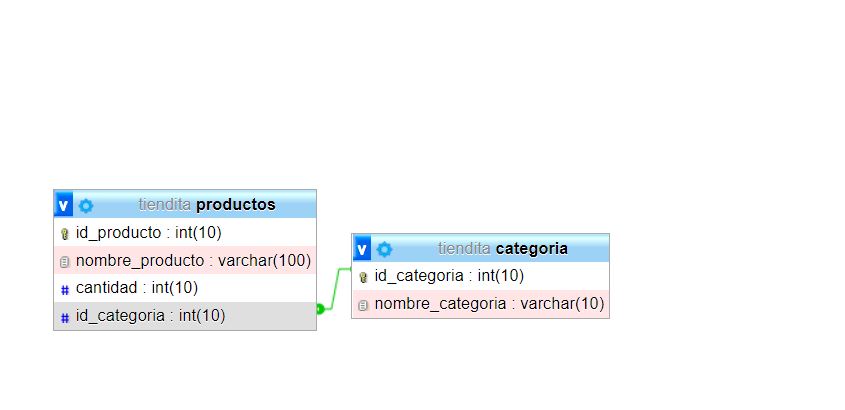 v tiendita productos
id_producto : int(10)
nombre_producto : varchar(100)
# cantidad : int(10)
# id_categoria : int(10)
v tiendita categoria
id_categoria : int(10)
nombre_categoria : varchar(10)